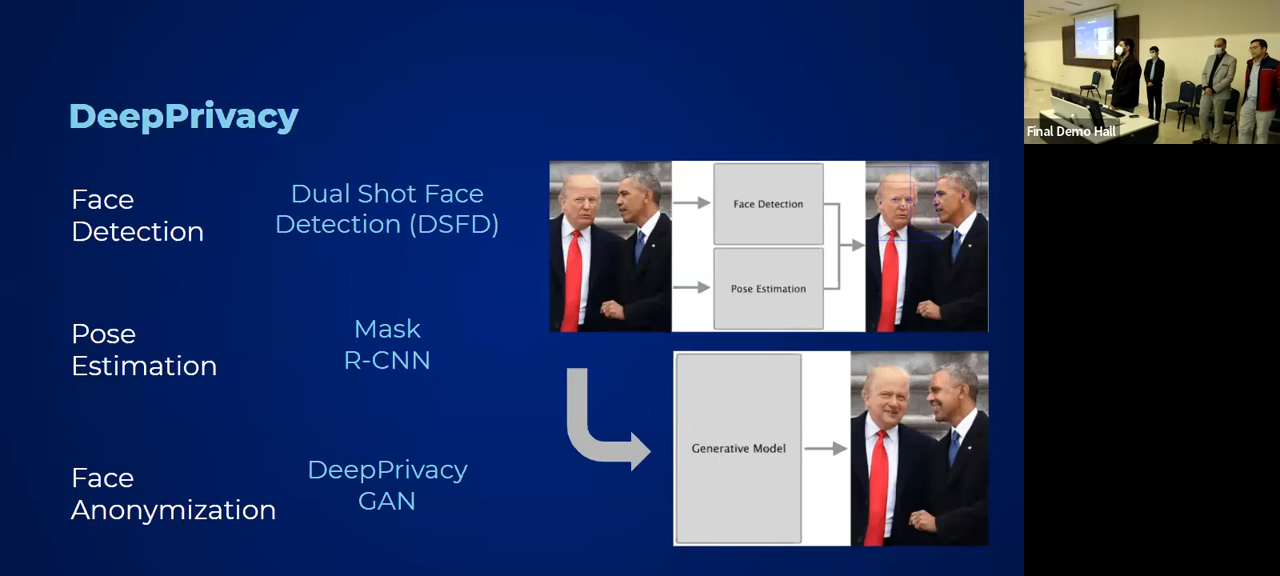 DeepPrivacy
Face
Detection
Dual Shot Face
Detection (DSFD)
Pose
Estimation
Mask
R-CNN
Face
Anonymization
DeepPrivacy
GAN
Face Detection
Pose Estimation
Generative Model
Final Demo Hall